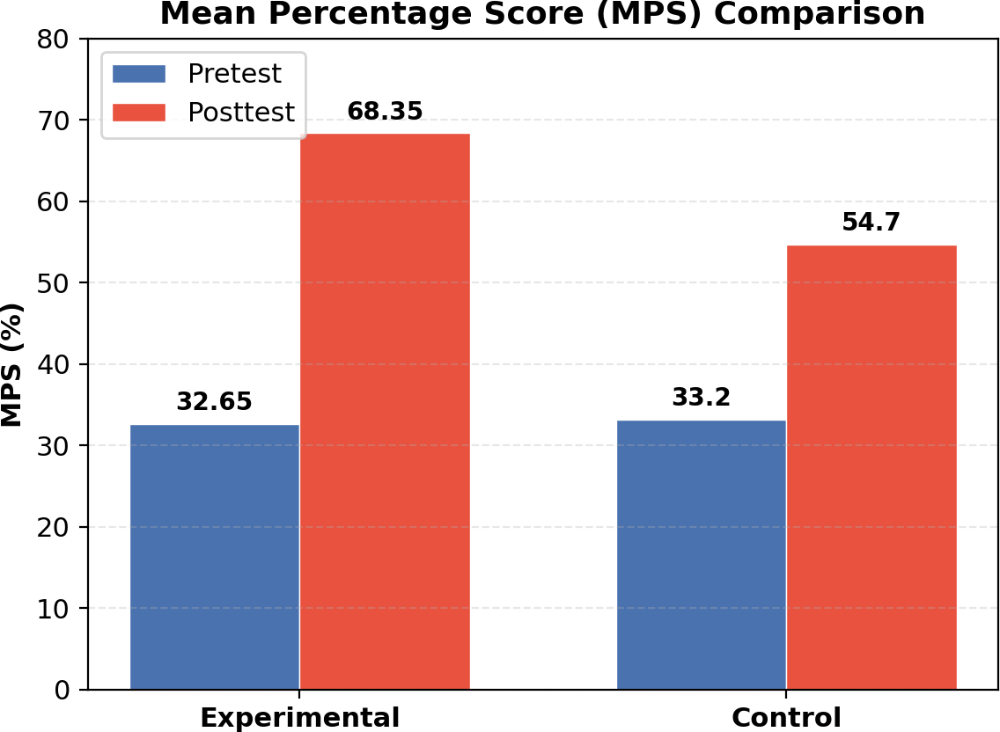 Mean Percentage Score (MPS) Comparison
80
70
60
50
40
30
20
10
0
MPS (%)
Pretest
Posttest
32.65
68.35
33.2
54.7
Experimental
Control